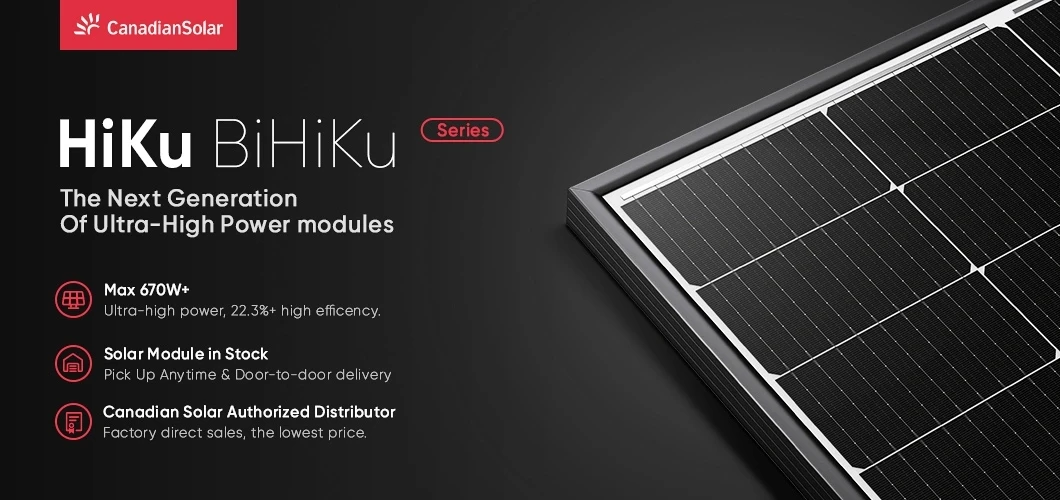 CanadianSolar
HiKu BiHiKu Series
The Next Generation
Of Ultra-High Power modules
Max 670W+
Ultra-high power, 22.3%+ high efficency.
Solar Module in Stock
Pick Up Anytime & Door-to-door delivery
Canadian Solar Authorized Distributor
Factory direct sales, the lowest price.